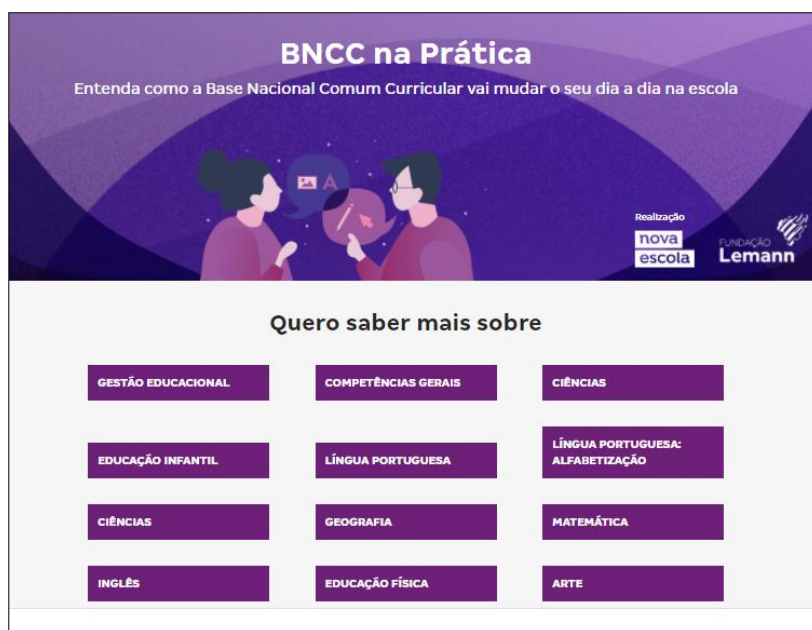 BNCC na Prática
Entenda como a Base Nacional Comum Curricular vai mudar o seu dia a dia na escola
A
Realização
nova
escola
FUNDAÇÃO
Lemann
Quero saber mais sobre
GESTÃO EDUCACIONAL
COMPETÊNCIAS GERAIS
CIÊNCIAS
EDUCAÇÃO INFANTIL
LÍNGUA PORTUGUESA
LÍNGUA PORTUGUESA:
ALFABETIZAÇÃO
CIÊNCIAS
GEOGRAFIA
MATEMÁTICA
INGLÊS
EDUCAÇÃO FÍSICA
ARTE